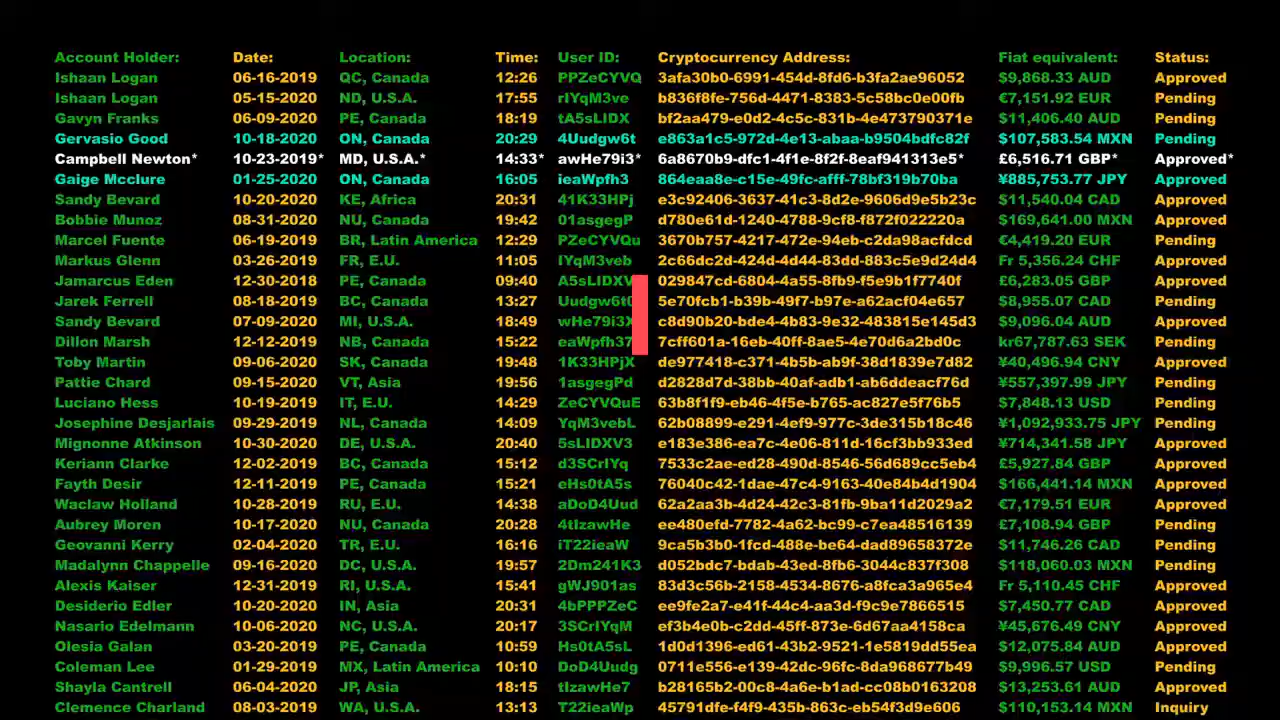 Account Holder: Date: Location: Time: User ID: Cryptocurrency Address: Fiat equivalent: Status:
Ishaan Logan 06-16-2019 QC, Canada 12:26 PPZeCYVQ 3afa30b0-6991-454d-8fd6-b3fa2ae96052 $9,868.33 AUD Approved
Ishaan Logan 05-15-2020 ND, U.S.A. 17:55 rIYqM3ve b836f8fe-756d-4471-8383-5c58bc0e00fb €7,151.92 EUR Pending
Gavyn Franks 06-09-2020 PE, Canada 18:19 tA5sLIDX bf2aa479-e0d2-4c5c-831b-4e473790371e $11,406.40 AUD Pending
Gervasio Good 10-18-2020 ON, Canada 20:29 4Uudgw6t e863a1c5-972d-4e13-abaa-b9504bdfc82f $107,583.54 MXN Pending
Campbell Newton* 10-23-2019* MD, U.S.A.* 14:33* awHe79i3* 6a8670b9-dfc1-4f1e-8f2f-8eaf941313e5* £6,516.71 GBP* Approved*
Gaige Mcclure 01-25-2020 ON, Canada 16:05 ieaWpfh3 864eaa8e-c15e-49fc-afff-78bf319b70ba ¥885,753.77 JPY Approved
Sandy Bevard 10-20-2020 KE, Africa 20:31 41K33HPj e3c92406-3637-41c3-8d2e-9606d9e5b23c $11,540.04 CAD Approved
Bobbie Munoz 08-31-2020 NU, Canada 19:42 01asgegP d780e61d-1240-4788-9cf8-f872f022220a $169,641.00 MXN Pending
Marcel Fuente 06-19-2019 BR, Latin America 12:29 PZeCYVQu 3670b757-4217-472e-94eb-c2da98acfdcd €4,419.20 EUR Pending
Markus Glenn 03-26-2019 FR, E.U. 11:05 IYqM3veb 2c66dc2d-424d-4d44-83dd-883c5e9d24d4 Fr 5,356.24 CHF Approved
Jamarcus Eden 12-30-2018 PE, Canada 09:40 A5sLIDXV 029847cd-6804-4a55-8fb9-f5e9b1f7740f £6,283.05 GBP Approved
Jarek Ferrell 08-18-2019 BC, Canada 13:27 Uudgw6t0 5e70fcb1-b39b-49f7-b97e-a62acf04e657 $8,955.07 CAD Approved
Sandy Bevard 07-09-2020 MI, U.S.A. 18:49 wHe79i3X c8d90b20-bde4-4b83-9e32-483815e145d3 $9,096.04 AUD Approved
Dillon Marsh 12-12-2019 NB, Canada 15:22 eaWpfh37 7cff601a-16eb-40ff-8ae5-4e70d6a2bd0c kr67,787.63 SEK Pending
Toby Martin 09-06-2020 SK, Canada 19:48 1K33HPjX de977418-c371-4b5b-ab9f-38d1839e7d82 ¥40,496.94 CNY Approved
Pattie Chard 09-15-2020 VT, Asia 19:56 1asgegPd d2828d7d-38bb-40af-adb1-ab6ddeacf76d ¥557,397.99 JPY Pending
Luciano Hess 10-19-2019 IT, E.U. 14:29 ZeCYVQuE 63b8f1f9-eb46-4f5e-b765-ac827e5f76b5 $7,848.13 USD Pending
Josephine Desjarlais 09-29-2019 NL, Canada 14:09 YqM3vebL 62b08899-e291-4ef9-977c-3de315b18c46 ¥1,092,933.75 JPY Pending
Mignonne Atkinson 10-30-2020 DE, U.S.A. 20:40 5sLIDXV3 e183e386-ea7c-4e06-811d-16cf3bb933ed ¥714,341.58 JPY Approved
Keriann Clarke 12-02-2019 BC, Canada 15:12 d3SCrIYq 7533c2ae-ed28-490d-8546-56d689cc5eb4 £5,927.84 GBP Approved
Fayth Desir 12-11-2019 PE, Canada 15:21 eHs0tA5s 76040c42-1dae-47c4-9163-40e84b4d1904 $166,441.14 MXN Approved
Waclaw Holland 10-28-2019 RU, E.U. 14:38 aDoD4Uud 62a2aa3b-4d24-42c3-81fb-9ba11d2029a2 €7,179.51 EUR Approved
Aubrey Moren 10-17-2020 NU, Canada 20:28 4tIzawHe ee480efd-7782-4a62-bc99-c7ea48516139 £7,108.94 GBP Pending
Geovanni Kerry 02-04-2020 TR, E.U. 16:16 iT22ieaW 9ca5b3b0-1fcd-488e-be64-dad89658372e $11,746.26 CAD Pending
Madalynn Chappelle 09-16-2020 DC, U.S.A. 19:57 2Dm241K3 d052bdc7-bdab-43ed-8fb6-3044c837f308 $118,060.03 MXN Pending
Alexis Kaiser 12-31-2019 RI, U.S.A. 15:41 gWJ901as 83d3c56b-2158-4534-8676-a8fca3a965e4 Fr 5,110.45 CHF Approved
Desiderio Edler 10-20-2020 IN, Asia 20:31 4bPPPZeC ee9fe2a7-e41f-44c4-aa3d-f9c9e7866515 $7,450.77 CAD Approved
Nasario Edelmann 10-06-2020 NC, U.S.A. 20:17 3SCrIYqM ef3b4e0b-c2dd-45ff-873e-6d67aa4158ca ¥45,676.49 CNY Approved
Olesia Galan 03-20-2019 PE, Canada 10:59 Hs0tA5sL 1d0d1396-ed61-43b2-9521-1e5819dd55ea $12,075.84 AUD Approved
Coleman Lee 01-29-2019 MX, Latin America 10:10 DoD4Uudg 0711e556-e139-42dc-96fc-8da968677b49 $9,996.57 USD Pending
Shayla Cantrell 06-04-2020 JP, Asia 18:15 tIzawHe7 b28165b2-00c8-4a6e-b1ad-cc08b0163208 $13,253.61 AUD Approved
Clemence Charland 08-03-2019 WA, U.S.A. 13:13 T22ieaWp 45791dfe-f4f9-435b-863c-eb54f3d9e606 $110,153.14 MXN Inquiry